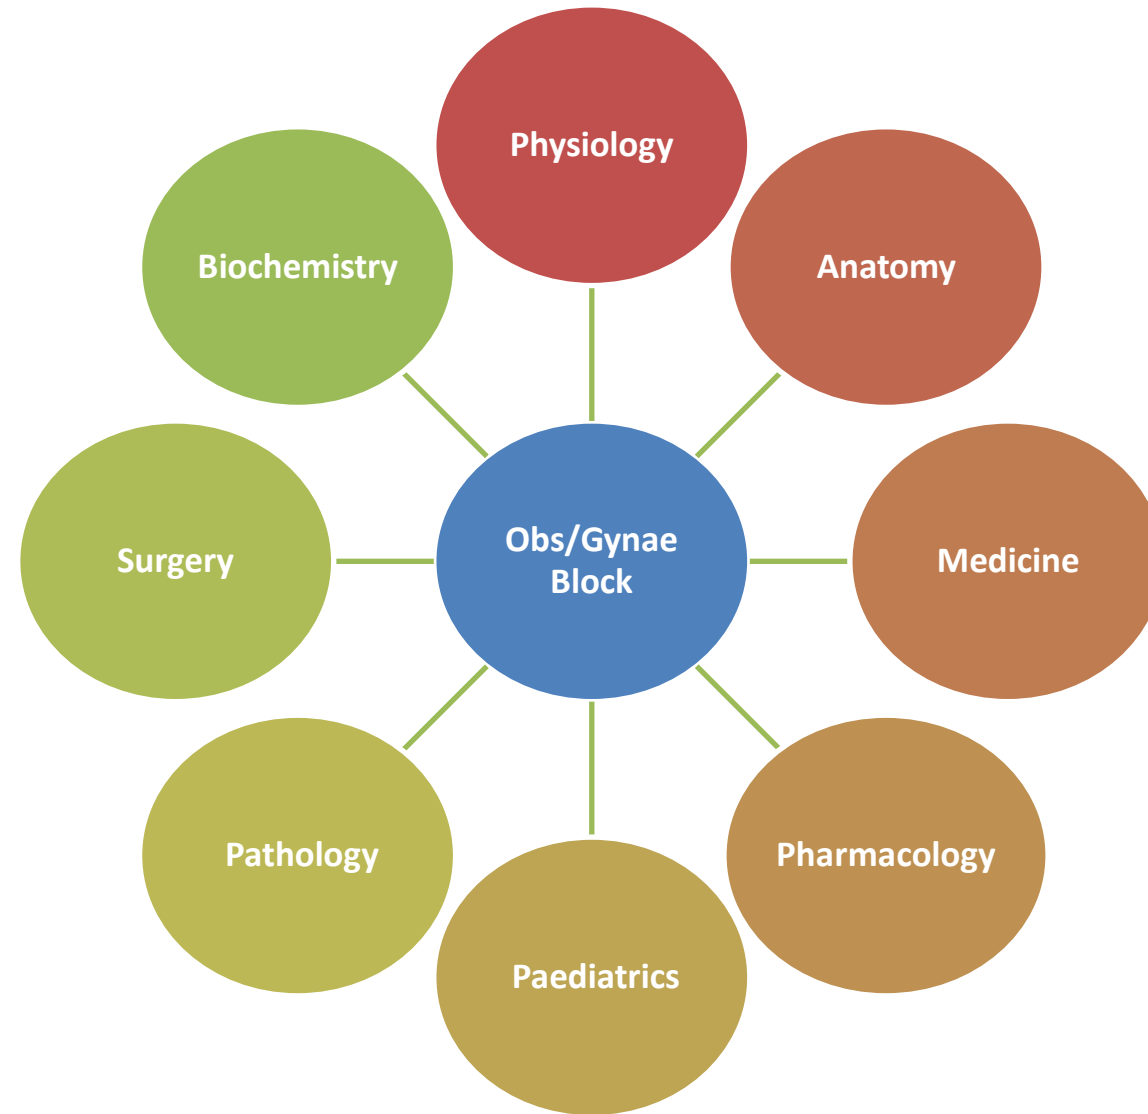 Physiology
Biochemistry
Anatomy
Surgery
Obs/Gynae
Block
Medicine
Pathology
Pharmacology
Paediatrics